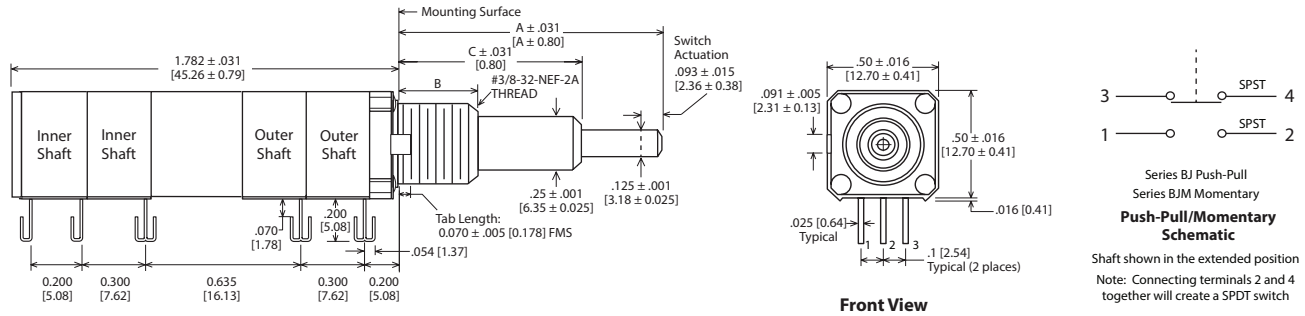 Mounting Surface
A ± .031
[A ± 0.80]
1.782 ± .031
[45.26 ± 0.79]
C ± .031
[0.80]
Switch
Actuation
.093 ± .015
[2.36 ± 0.38]
B
#3/8-32-NEF-2A
THREAD
Inner
Shaft
Inner
Shaft
Outer
Shaft
Outer
Shaft
.25 ± .001
[6.35 ± 0.025]
.125 ± .001
[3.18 ± 0.025]
.070
[1.78]
.200
[5.08]
Tab Length:
0.070 ± .005 [0.178] FMS
.054 [1.37]
0.200
[5.08]
0.300
[7.62]
0.635
[16.13]
0.300
[7.62]
0.200
[5.08]
.50 ± .016
[12.70 ± 0.41]
.091 ± .005
[2.31 ± 0.13]
.50 ± .016
[12.70 ± 0.41]
.016 [0.41]
.025 [0.64]
Typical
1 2 3
.1 [2.54]
Typical (2 places)
Front View
3 SPST 4
1 SPST 2
Series BJ Push-Pull
Series BJM Momentary
Push-Pull/Momentary
Schematic
Shaft shown in the extended position
Note: Connecting terminals 2 and 4
together will create a SPDT switch